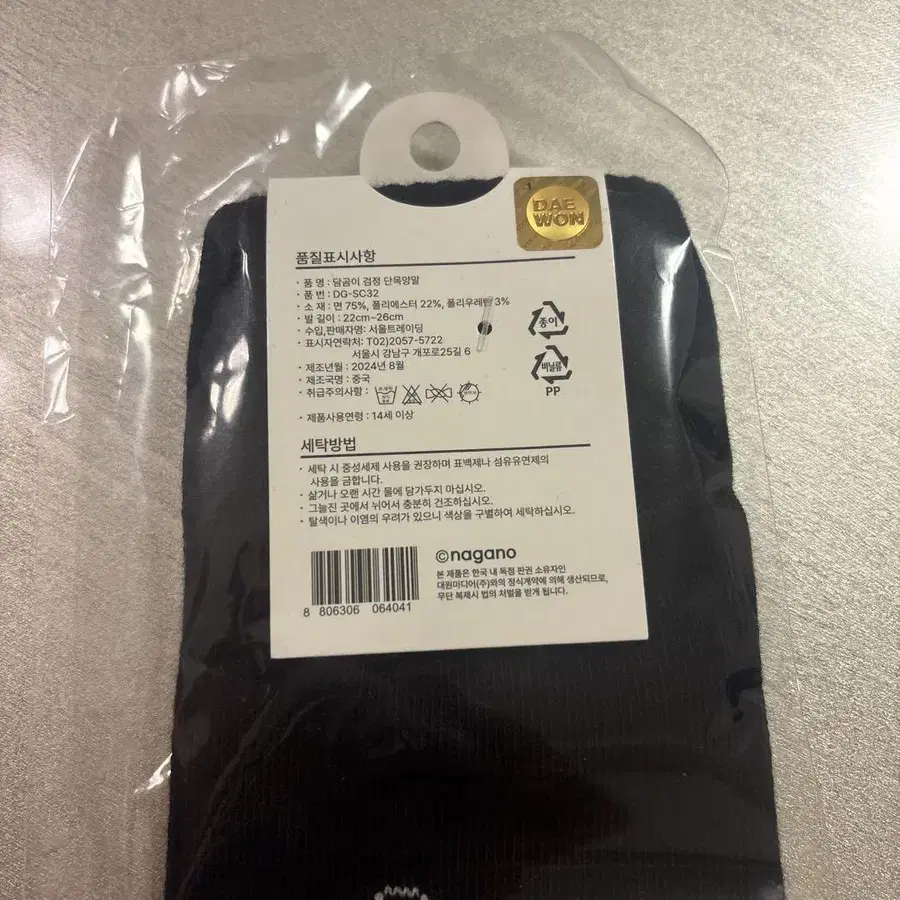 DAE
WON
품질표시사항
· 품 명 : 담곰이 검정 단목양말
· 품 번 : DG-SC32
· 소 재 : 면 75%, 폴리에스터 22%, 폴리우레탄 3%
· 발 길이 : 22cm~26cm
· 수입,판매자명: 서울트레이딩
· 표시자연락처: T02)2057-5722
서울시 강남구 개포로25길 6
· 제조년월 : 2024년 8월
· 제조국명 : 중국
· 취급주의사항 :
· 제품사용연령 : 14세 이상
종이
비닐류
PP
세탁방법
· 세탁 시 중성세제 사용을 권장하며 표백제나 섬유유연제의
사용을 금합니다.
· 삶거나 오랜 시간 물에 담가두지 마십시오.
· 그늘진 곳에서 뉘어서 충분히 건조하십시오.
· 탈색이나 이염의 우려가 있으니 색상을 구별하여 세탁하십시오.
8 806306 064041
©nagano
본 제품은 한국 내 독점 판권 소유자인
대원미디어(주)와의 정식계약에 의해 생산되므로,
무단 복제시 법의 처벌을 받게 됩니다.